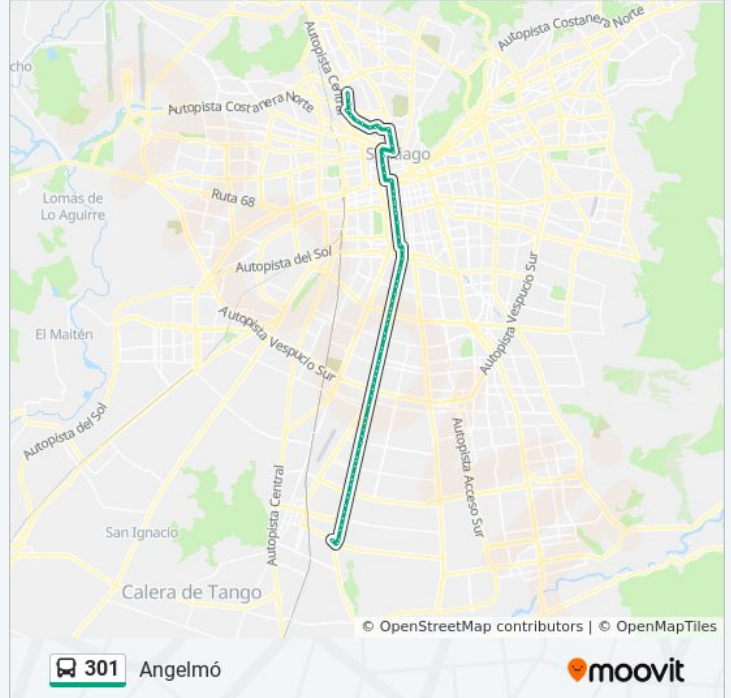 Autopista Costanera Norte
Autopista Central
cho
Autopista Costanera Norte
Santiago
Ruta 68
Lomas de
Lo Aguirre
Autopista del Sol
Autopista Vespucio Sur
Autopista Vespucio Sur
El Maitén
Autopista del Sol
Autopista Acceso Sur
Autopista Central
San Ignacio
Calera de Tango
© OpenStreetMap contributors | © OpenMapTiles
301 Angelmó
moovit